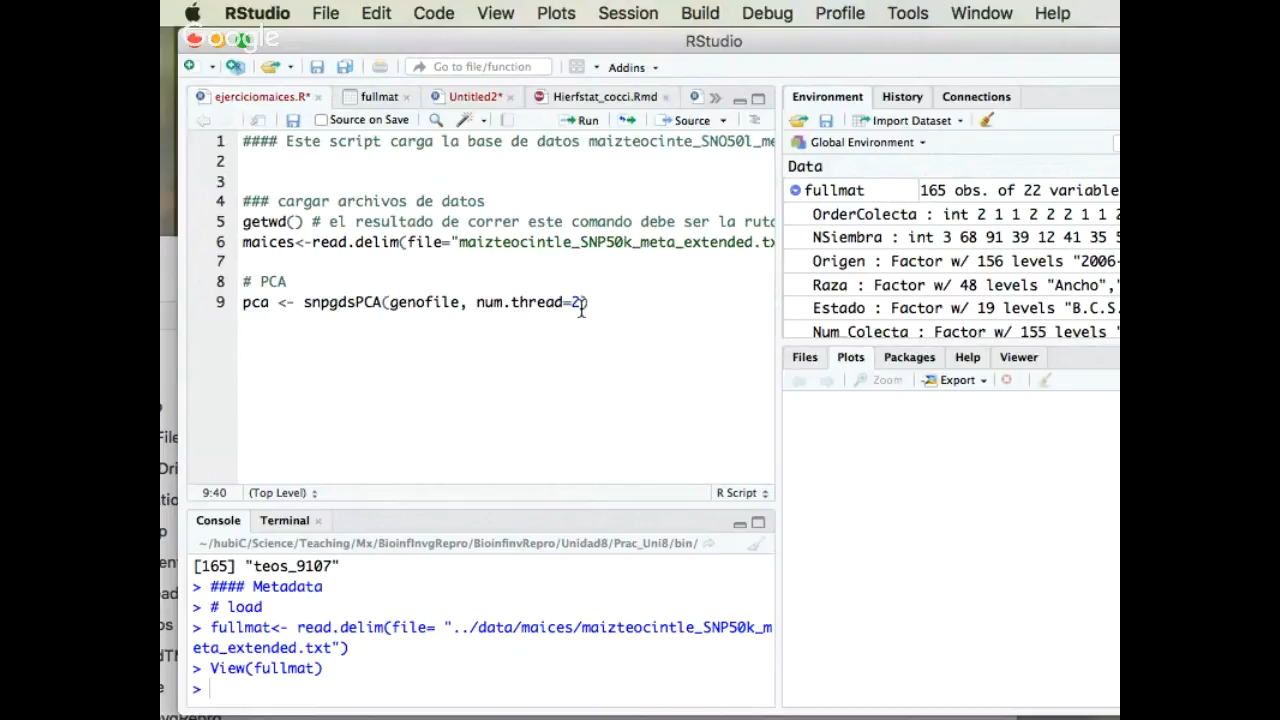 RStudio File Edit Code View Plots Session Build Debug Profile Tools Window Help
Google
RStudio
Go to file/function Addins
ejerciciomaices.R* fullmat Untitled2* Hierfstat_cocci.Rmd
Source on Save Run Source
1 #### Este script carga la base de datos maizteocinte_SNO50l_me
2
3
4 ### cargar archivos de datos
5 getwd() # el resultado de correr este comando debe ser la ruta
6 maices<-read.delim(file="maizteocintle_SNP50k_meta_extended.tx
7
8 # PCA
9 pca <- snpgdsPCA(genofile, num.thread=2)
9:40 (Top Level) R Script
Console Terminal
~/hubiC/Science/Teaching/Mx/BioinfInvgRepro/BioinfinvRepro/Unidad8/Prac_Uni8/bin/
[165] "teos_9107"
> #### Metadata
> # load
> fullmat<- read.delim(file= "../data/maices/maizteocintle_SNP50k_m
eta_extended.txt")
> View(fullmat)
>
Environment History Connections
Import Dataset
Global Environment
Data
fullmat 165 obs. of 22 variable
OrderColecta : int 2 1 1 2 2 2 1 1 2
NSiembra : int 3 68 91 39 12 41 35 5
Origen : Factor w/ 156 levels "2006-
Raza : Factor w/ 48 levels "Ancho",
Estado : Factor w/ 19 levels "B.C.S.
Num_Colecta : Factor w/ 155 levels "
Files Plots Packages Help Viewer
Zoom Export